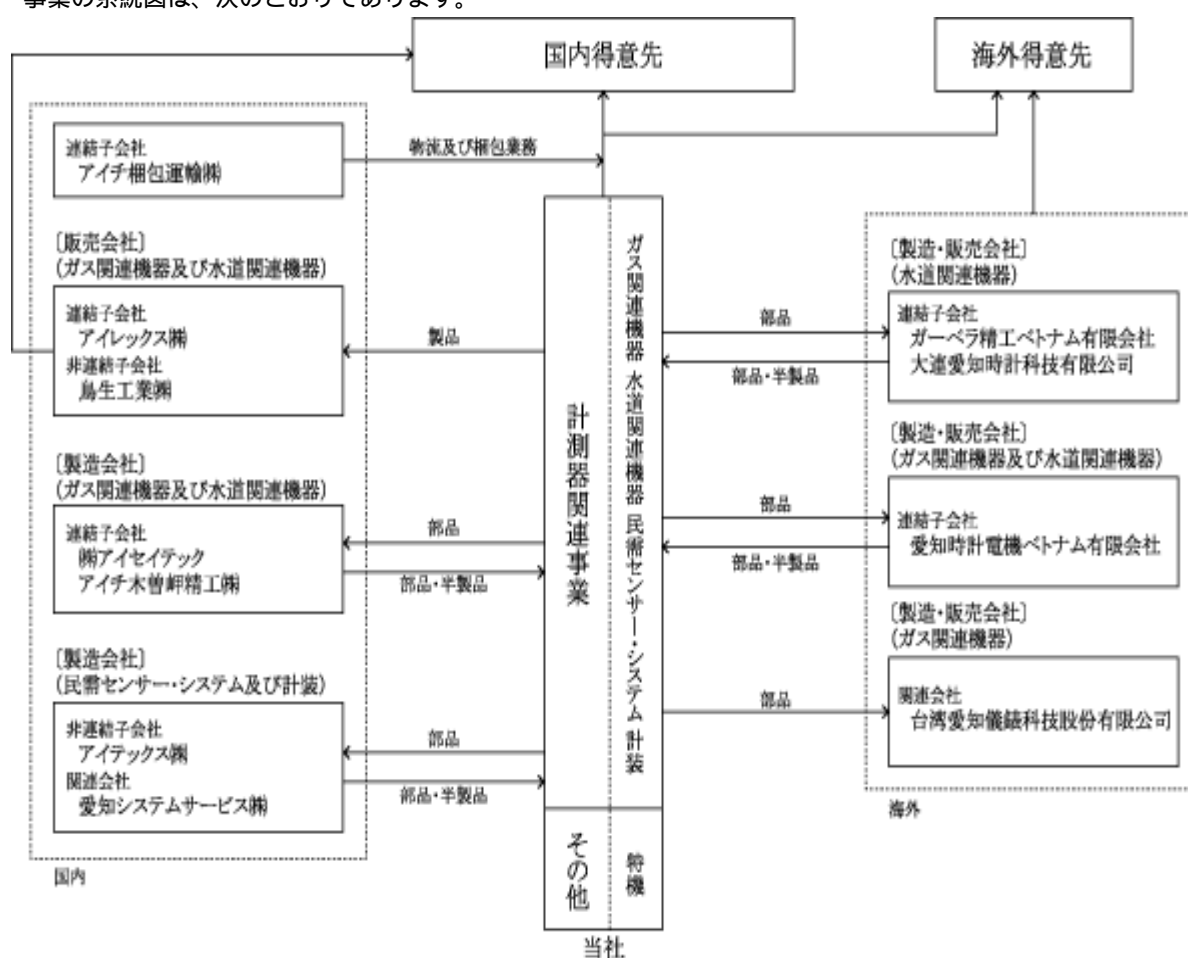 事業の系統図は、次のとおりであります。
国内得意先
海外得意先
連結子会社
アイチ梱包運輸㈱
物流及び梱包業務
〔販売会社〕
(ガス関連機器及び水道関連機器)
連結子会社
アイレックス㈱
非連結子会社
鳥生工業㈱
製品
〔製造会社〕
(ガス関連機器及び水道関連機器)
連結子会社
㈱アイセイテック
アイチ木曽岬精工㈱
部品
部品・半製品
〔製造会社〕
(民需センサー・システム及び計装)
非連結子会社
アイテックス㈱
関連会社
愛知システムサービス㈱
部品
部品・半製品
国内
計測器関連事業
ガス関連機器 水道関連機器 民需センサー・システム 計装
その他
特機
当社
〔製造・販売会社〕
(水道関連機器)
連結子会社
ガーベラ精工ベトナム有限会社
大連愛知時計科技有限公司
部品
部品・半製品
〔製造・販売会社〕
(ガス関連機器及び水道関連機器)
連結子会社
愛知時計電機ベトナム有限会社
部品
部品・半製品
〔製造・販売会社〕
(ガス関連機器)
関連会社
台湾愛知儀錶科技股份有限公司
部品
海外